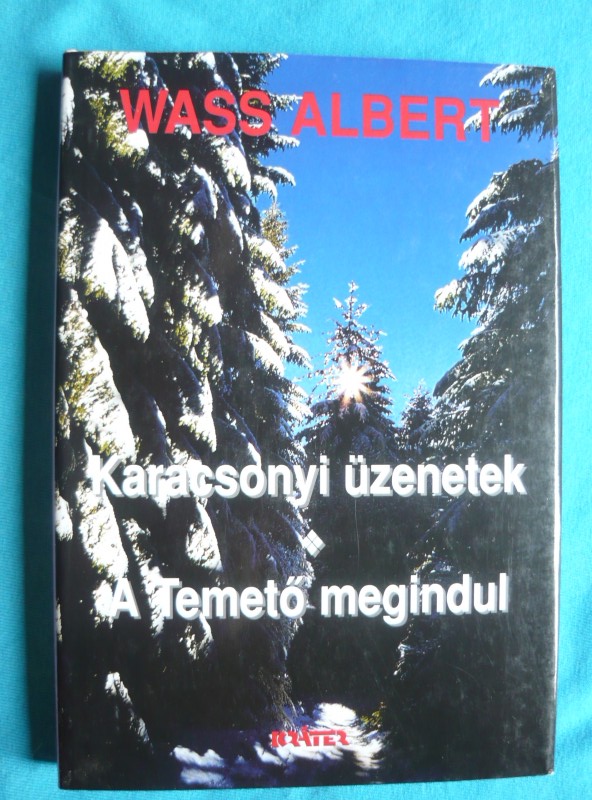 WASS ALBERT
Karácsonyi üzenetek
A Temető megindul
KRÁTER